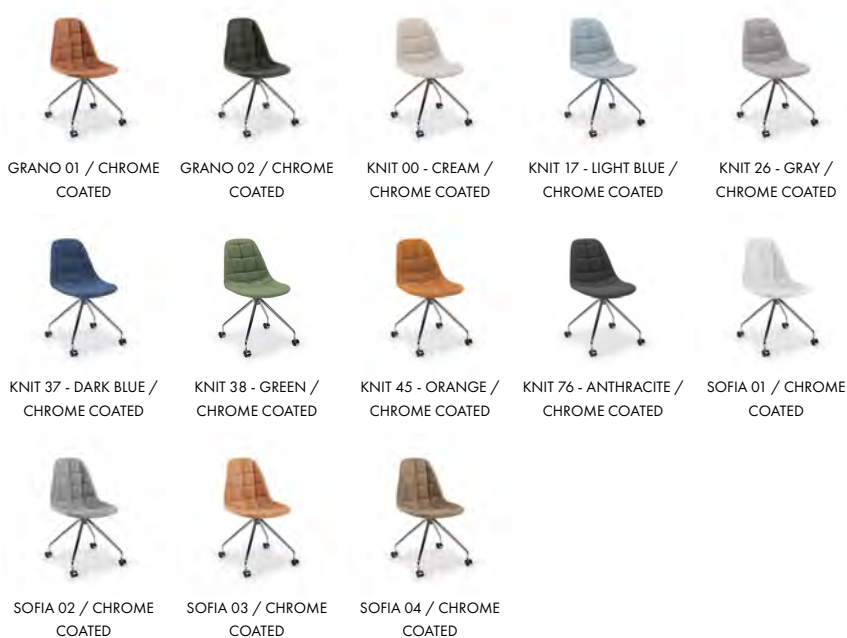 GRANO 01 / CHROME
COATED
GRANO 02 / CHROME
COATED
KNIT 00 - CREAM /
CHROME COATED
KNIT 17 - LIGHT BLUE /
CHROME COATED
KNIT 26 - GRAY /
CHROME COATED
KNIT 37 - DARK BLUE /
CHROME COATED
KNIT 38 - GREEN /
CHROME COATED
KNIT 45 - ORANGE /
CHROME COATED
KNIT 76 - ANTHRACITE /
CHROME COATED
SOFIA 01 / CHROME
COATED
SOFIA 02 / CHROME
COATED
SOFIA 03 / CHROME
COATED
SOFIA 04 / CHROME
COATED